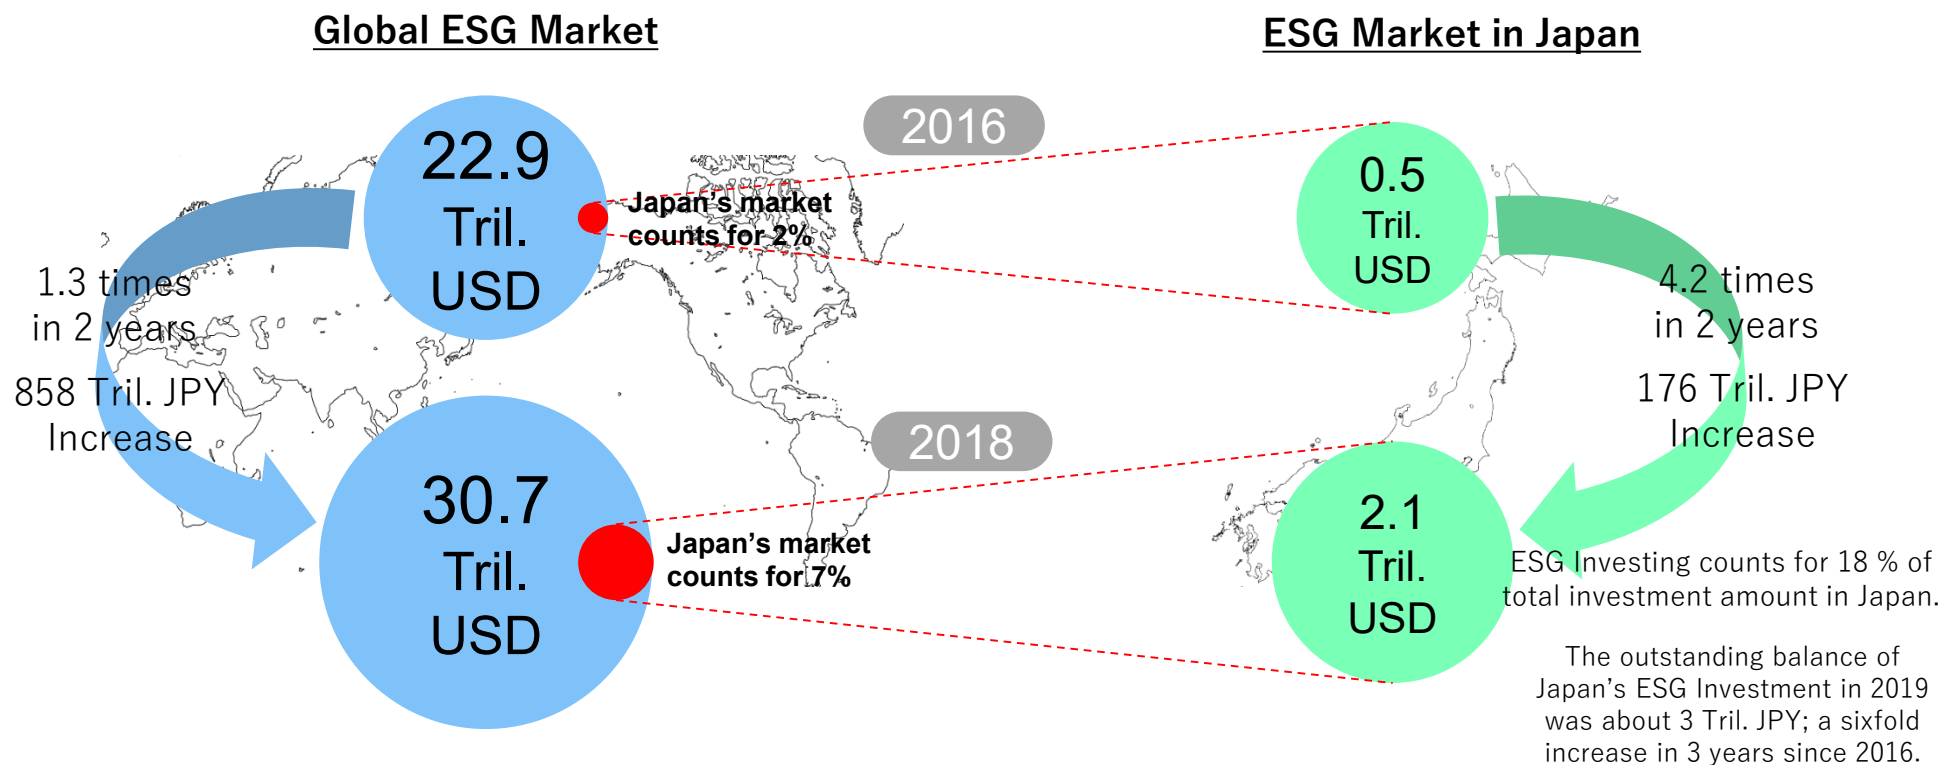 Global ESG Market
ESG Market in Japan
2016
22.9
Tril.
USD
Japan’s market
counts for 2%
0.5
Tril.
USD
1.3 times
in 2 years
858 Tril. JPY
Increase
4.2 times
in 2 years
176 Tril. JPY
Increase
2018
30.7
Tril.
USD
Japan’s market
counts for 7%
2.1
Tril.
USD
ESG Investing counts for 18 % of
total investment amount in Japan.
The outstanding balance of
Japan’s ESG Investment in 2019
was about 3 Tril. JPY; a sixfold
increase in 3 years since 2016.